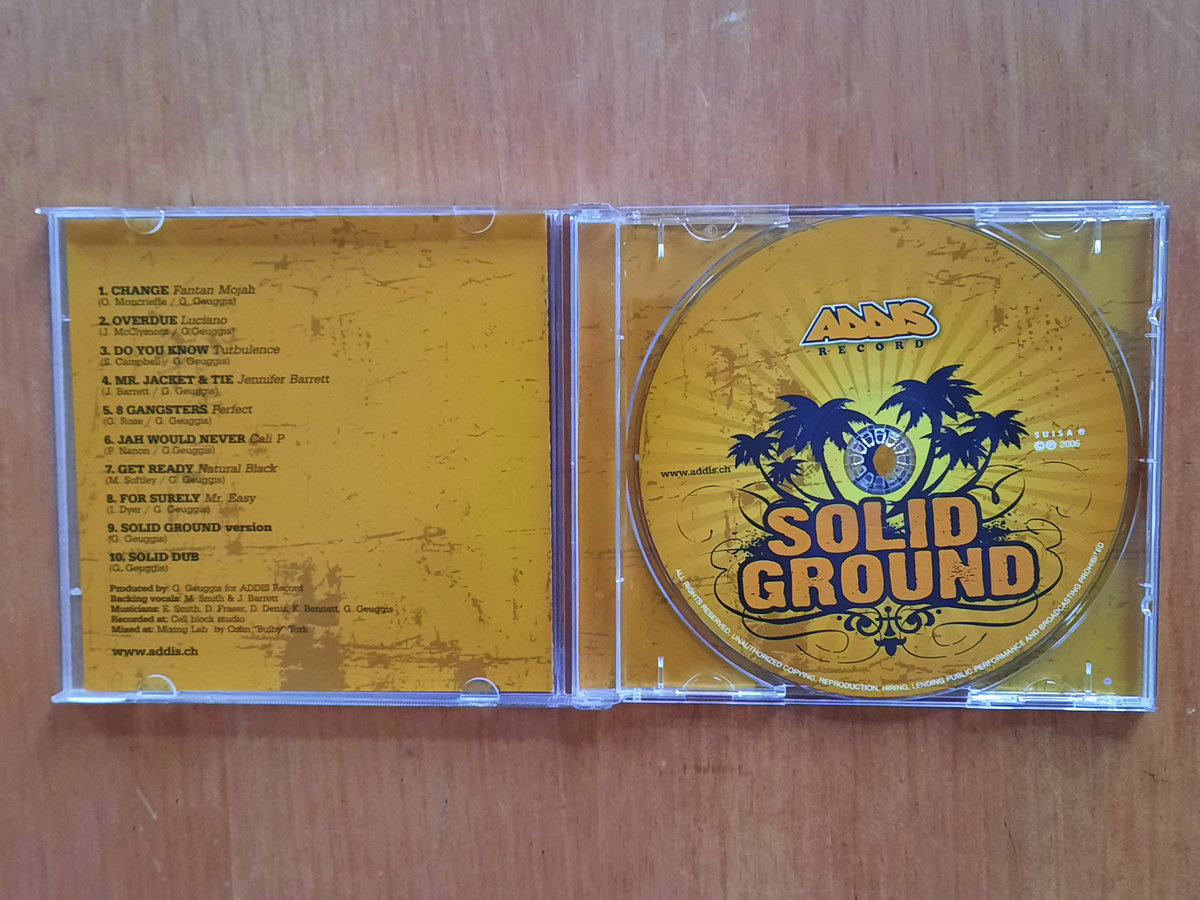 1. CHANGE Fantan Mojah
(O. Moncrieffe / G. Geuggis)
2. OVERDUE Luciano
(J. McClymont / G.Geuggis)
3. DO YOU KNOW Turbulence
(S. Campbell / G. Geuggis)
4. MR. JACKET & TIE Jennifer Barrett
(J. Barrett / G. Geuggis)
5. 8 GANGSTERS Perfect
(G. Rose / G. Geuggis)
6. JAH WOULD NEVER Cali P
(P. Nanon / G.Geuggis)
7. GET READY Natural Black
(M. Softley / G. Geuggis)
8. FOR SURELY Mr. Easy
(I. Dyer / G. Geuggis)
9. SOLID GROUND version
(G. Geuggis)
10. SOLID DUB
(G. Geuggis)
Produced by: G. Geuggis for ADDIS Record
Backing vocals: M. Smith & J. Barrett
Musicians: E. Smith, D. Fraser, D. Denis, K. Bennett, G. Geuggis
Recorded at: Cell block studio
Mixed at: Mixing Lab by Colin "Bulby" York
www.addis.ch
ADDIS
RECORD
SUISA ®
©℗ 2006
www.addis.ch
SOLID
GROUND
ALL RIGHTS RESERVED. UNAUTHORIZED COPYING, REPRODUCTION, HIRING, LENDING PUBLIC PERFORMANCE AND BROADCASTING PROHIBITED